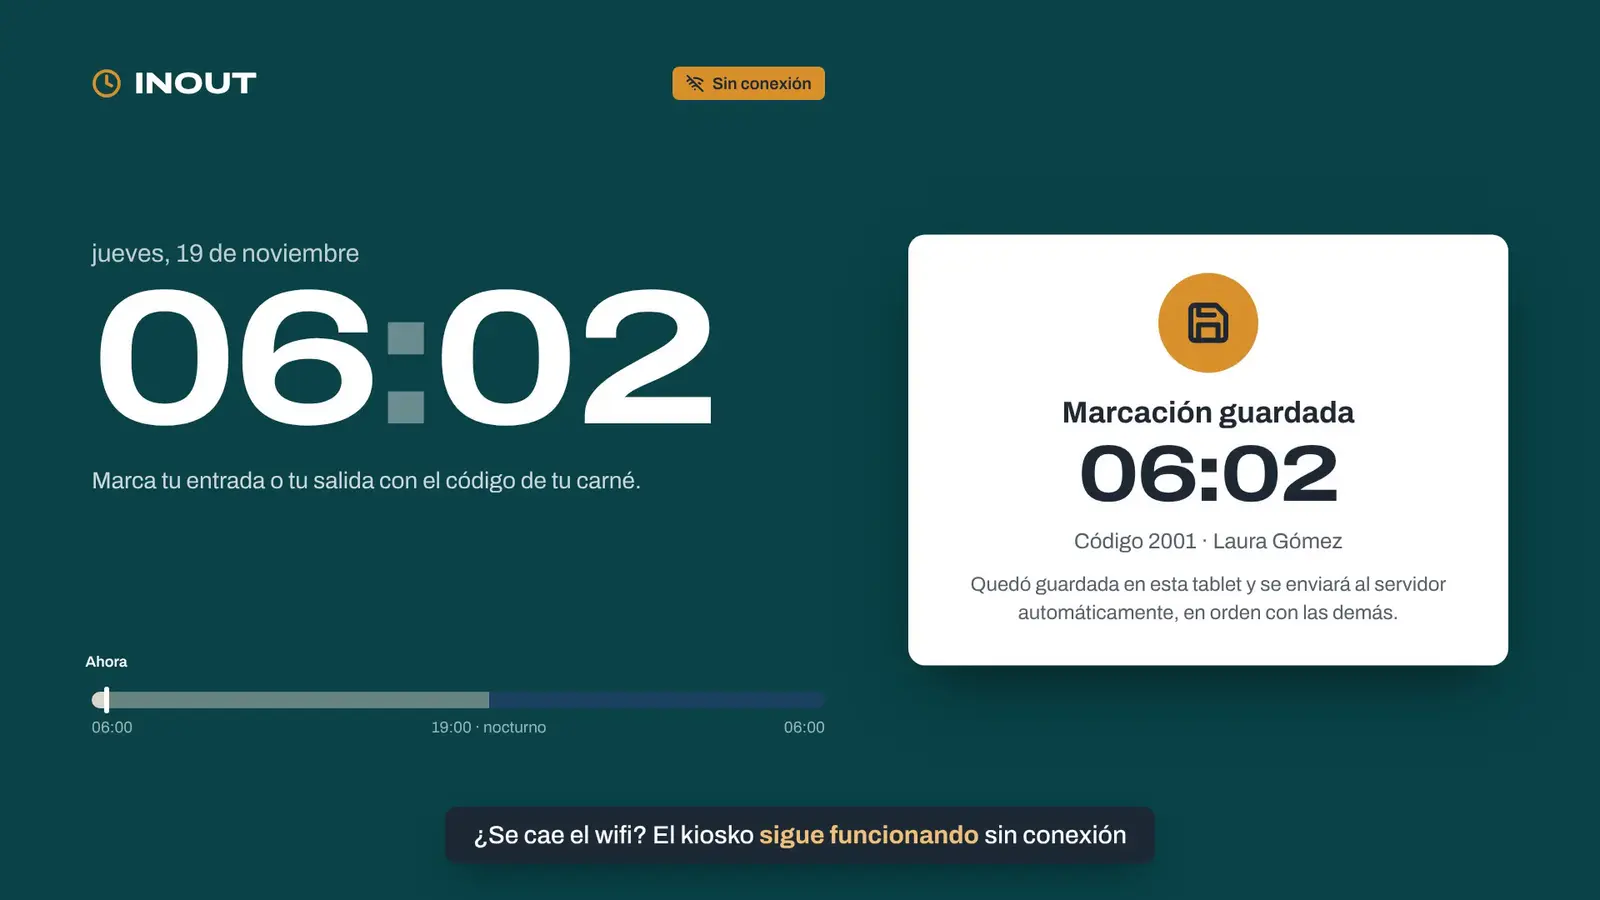 INOUT
Sin conexión
jueves, 19 de noviembre
06:02
Marca tu entrada o tu salida con el código de tu carné.
Ahora
06:00
19:00 · nocturno
06:00
Marcación guardada
06:02
Código 2001 · Laura Gómez
Quedó guardada en esta tablet y se enviará al servidor
automáticamente, en orden con las demás.
¿Se cae el wifi? El kiosko sigue funcionando sin conexión